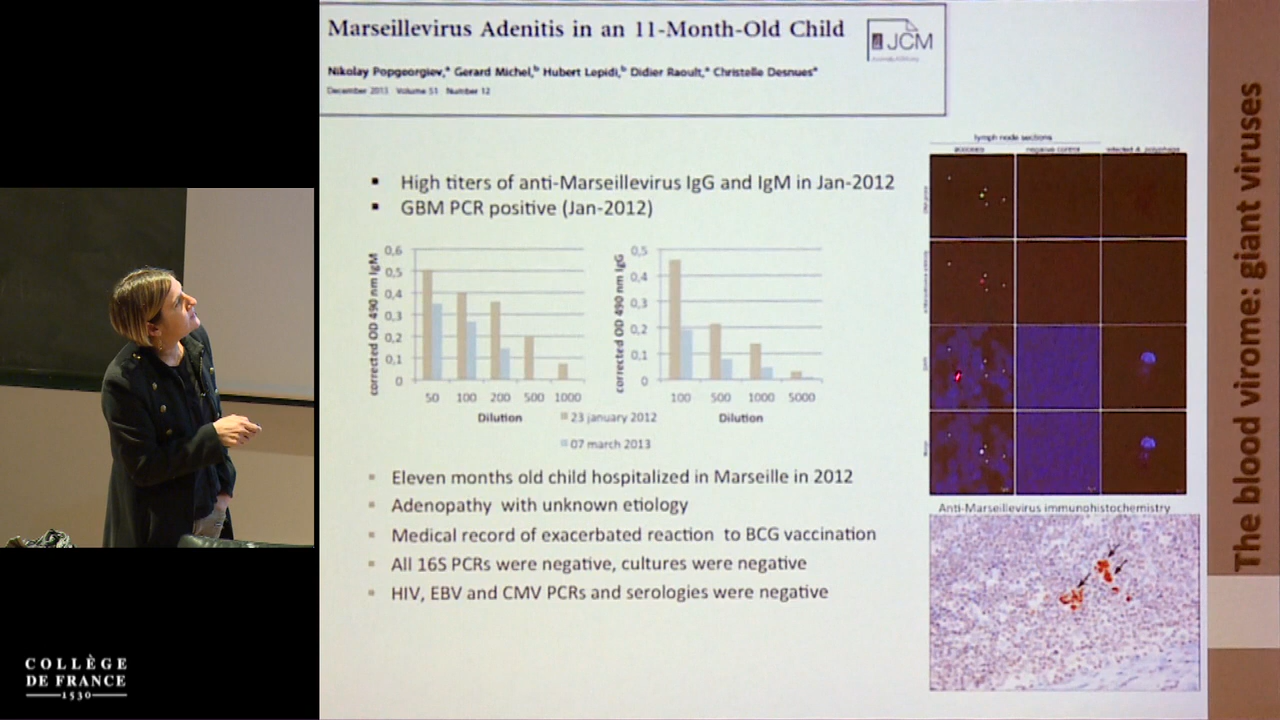 Marseillevirus Adenitis in an 11-Month-Old Child
JCM
Nikolay Popgeorgiev,ᵃ Gerard Michel,ᵇ Hubert Lepidi,ᵇ Didier Raoult,ᵃ Christelle Desnuesᵃ
December 2013 Volume 51 Number 12
▪ High titers of anti-Marseillevirus IgG and IgM in Jan-2012
▪ GBM PCR positive (Jan-2012)
corrected OD 490 nm IgM
0,6
0,5
0,4
0,3
0,2
0,1
0
50 100 200 500 1000
Dilution
corrected OD 490 nm IgG
0,5
0,4
0,3
0,2
0,1
0
100 500 1000 5000
Dilution
23 january 2012
07 march 2013
▪ Eleven months old child hospitalized in Marseille in 2012
▪ Adenopathy with unknown etiology
▪ Medical record of exacerbated reaction to BCG vaccination
▪ All 16S PCRs were negative, cultures were negative
▪ HIV, EBV and CMV PCRs and serologies were negative
lymph node sections
negative control
Anti-Marseillevirus immunohistochemistry
The blood virome: giant viruses
COLLÈGE
DE FRANCE
1530